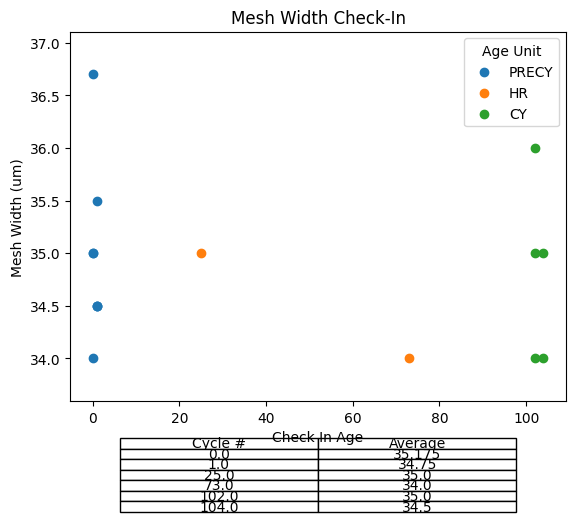 Mesh Width Check-In
37.0
36.5
36.0
35.5
35.0
34.5
34.0
Mesh Width (um)
Age Unit
PRECY
HR
CY
0 20 40 60 80 100
Check In Age
Cycle # Average
0.0 35.175
1.0 34.75
25.0 35.0
73.0 34.0
102.0 35.0
104.0 34.5